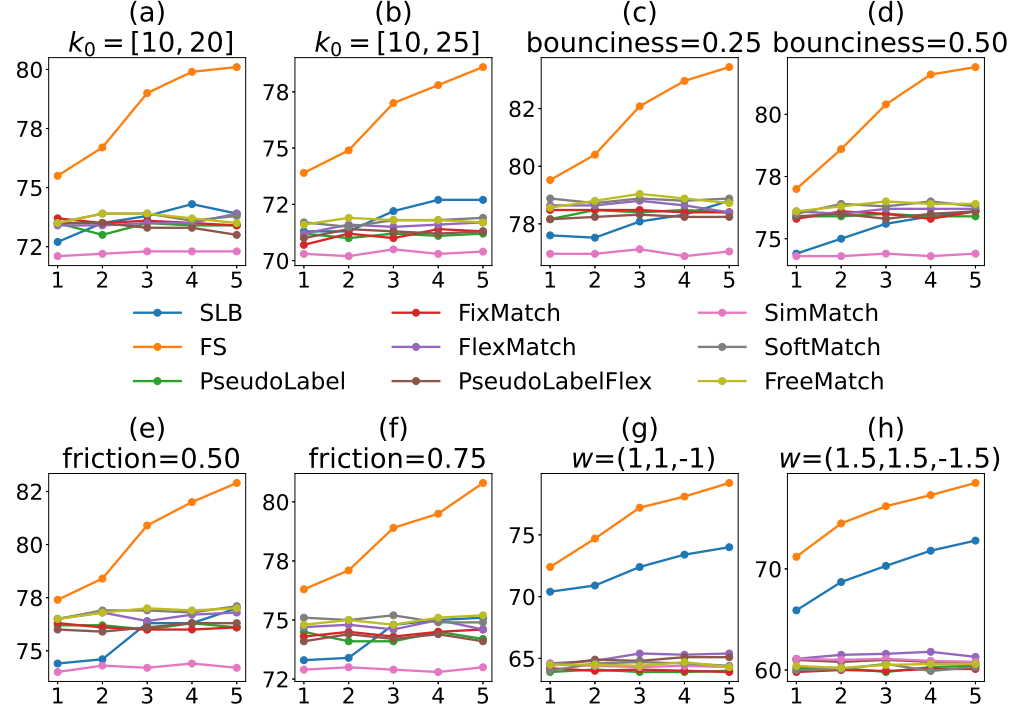 (a) (b) (c) (d)
k₀ = [10, 20] k₀ = [10, 25] bounciness=0.25 bounciness=0.50
80
78
75
72
1 2 3 4 5
78
75
72
70
1 2 3 4 5
82
80
78
1 2 3 4 5
80
78
75
1 2 3 4 5
SLB FixMatch SimMatch
FS FlexMatch SoftMatch
PseudoLabel PseudoLabelFlex FreeMatch
(e) (f) (g) (h)
friction=0.50 friction=0.75 w=(1,1,-1) w=(1.5,1.5,-1.5)
82
80
78
75
1 2 3 4 5
80
78
75
72
1 2 3 4 5
75
70
65
1 2 3 4 5
70
60
1 2 3 4 5